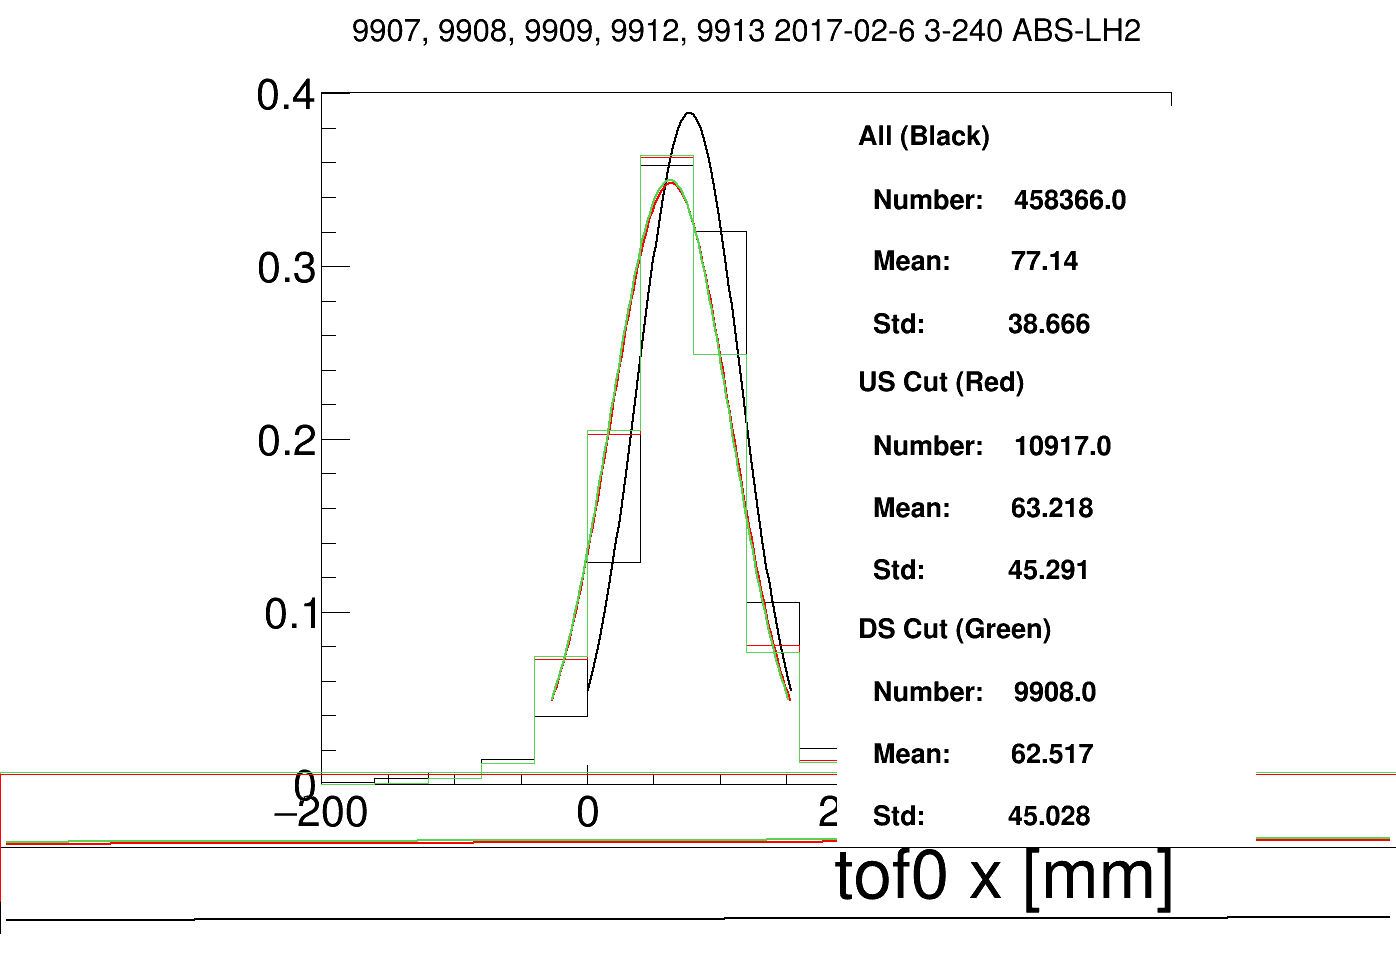 9907, 9908, 9909, 9912, 9913 2017-02-6 3-240 ABS-LH2
0.4
0.3
0.2
0.1
0
−200 0 2
tof0 x [mm]
All (Black)
Number: 458366.0
Mean: 77.14
Std: 38.666
US Cut (Red)
Number: 10917.0
Mean: 63.218
Std: 45.291
DS Cut (Green)
Number: 9908.0
Mean: 62.517
Std: 45.028